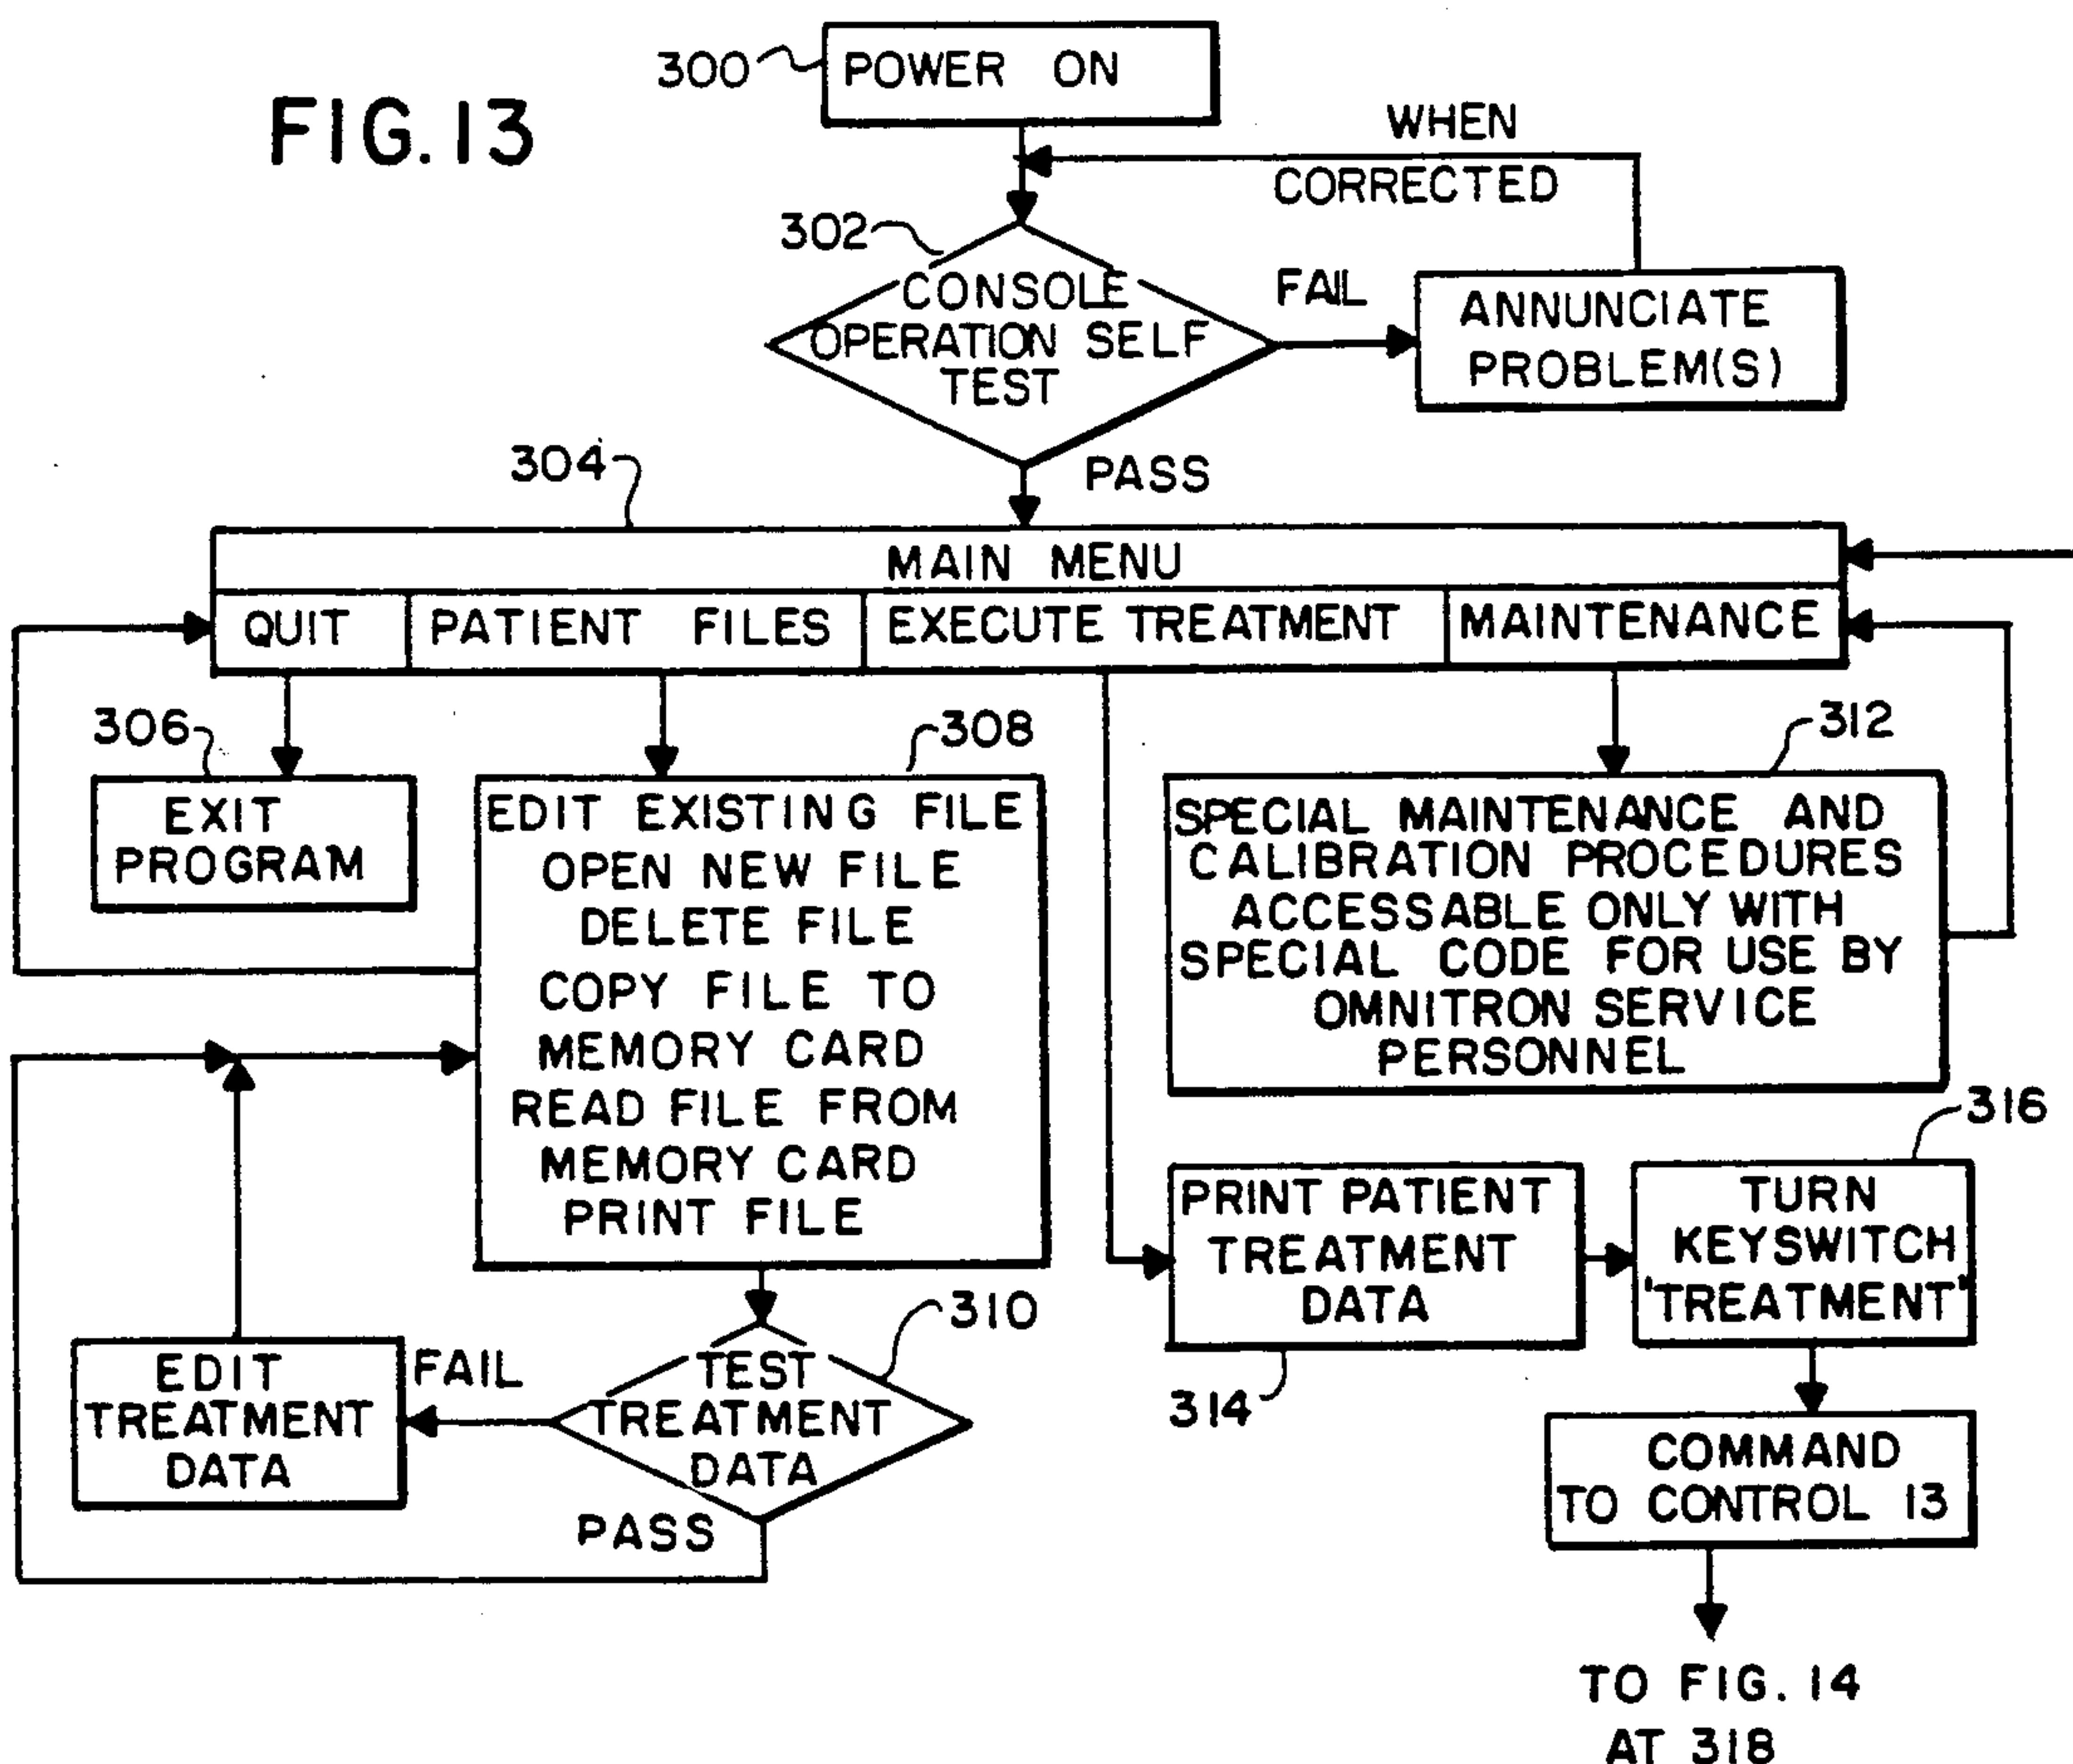 FIG. 13
300
POWER ON
WHEN
CORRECTED
302
CONSOLE
OPERATION SELF
TEST
FAIL
ANNUNCIATE
PROBLEM(S)
PASS
304
MAIN MENU
QUIT
PATIENT FILES
EXECUTE TREATMENT
MAINTENANCE
306
EXIT
PROGRAM
308
EDIT EXISTING FILE
OPEN NEW FILE
DELETE FILE
COPY FILE TO
MEMORY CARD
READ FILE FROM
MEMORY CARD
PRINT FILE
312
SPECIAL MAINTENANCE AND
CALIBRATION PROCEDURES
ACCESSABLE ONLY WITH
SPECIAL CODE FOR USE BY
OMNITRON SERVICE
PERSONNEL
310
TEST
TREATMENT
DATA
FAIL
EDIT
TREATMENT
DATA
PASS
314
PRINT PATIENT
TREATMENT
DATA
316
TURN
KEYSWITCH
"TREATMENT"
COMMAND
TO CONTROL 13
TO FIG. 14
AT 318